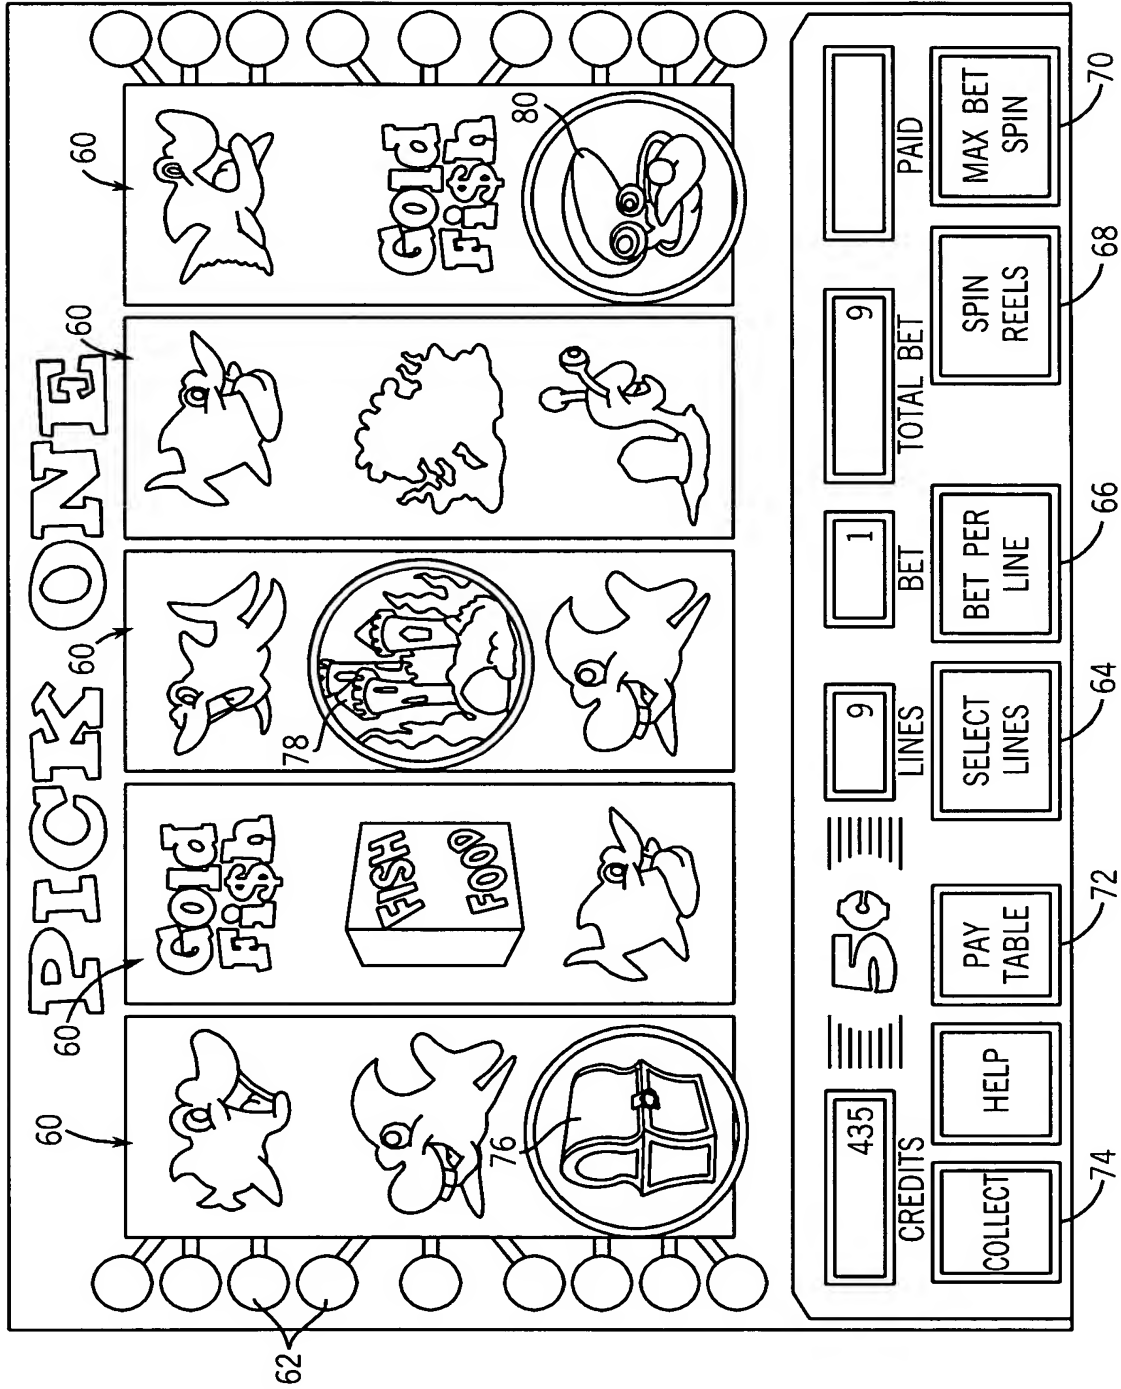 PICK ONE
60
60
60
60
60
Gold
Fi$h
Gold
Fi$h
FISH
FOOD
78
76
80
62
435
CREDITS
5¢
9
LINES
1
BET
9
TOTAL BET
PAID
COLLECT
HELP
PAY
TABLE
SELECT
LINES
BET PER
LINE
SPIN
REELS
MAX BET
SPIN
74
72
64
66
68
70